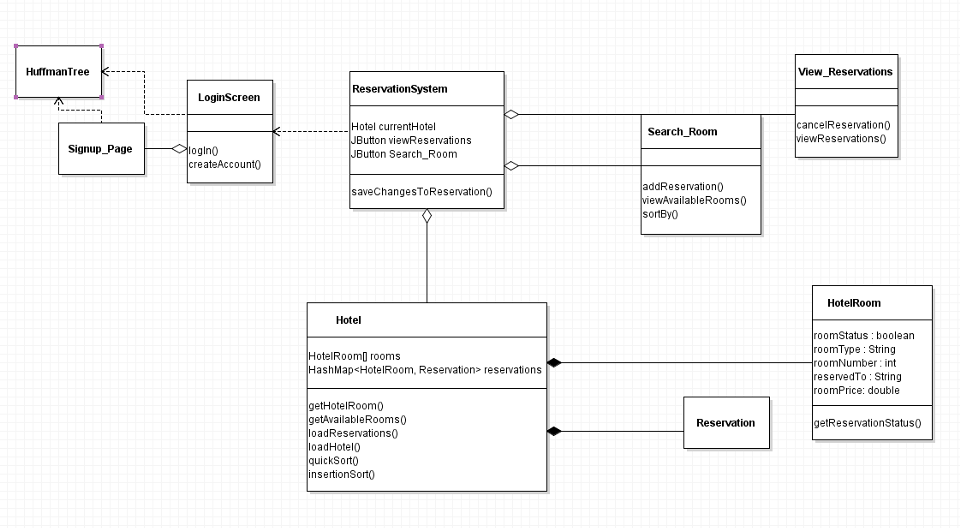 HuffmanTree
LoginScreen
logIn()
createAccount()
Signup_Page
ReservationSystem
Hotel currentHotel
JButton viewReservations
JButton Search_Room
saveChangesToReservation()
Search_Room
addReservation()
viewAvailableRooms()
sortBy()
View_Reservations
cancelReservation()
viewReservations()
Hotel
HotelRoom[] rooms
HashMap<HotelRoom, Reservation> reservations
getHotelRoom()
getAvailableRooms()
loadReservations()
loadHotel()
quickSort()
insertionSort()
HotelRoom
roomStatus : boolean
roomType : String
roomNumber : int
reservedTo : String
roomPrice: double
getReservationStatus()
Reservation